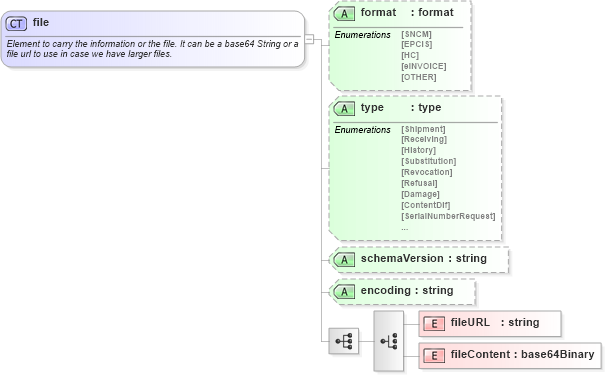 CT file
Element to carry the information or the file. It can be a base64 String or a
file url to use in case we have larger files.
A format : format
Enumerations [SNCM]
[EPCIS]
[HC]
[eINVOICE]
[OTHER]
A type : type
Enumerations [Shipment]
[Receiving]
[History]
[Substitution]
[Revocation]
[Refusal]
[Damage]
[ContentDif]
[SerialNumberRequest]
...
A schemaVersion : string
A encoding : string
E fileURL : string
E fileContent : base64Binary